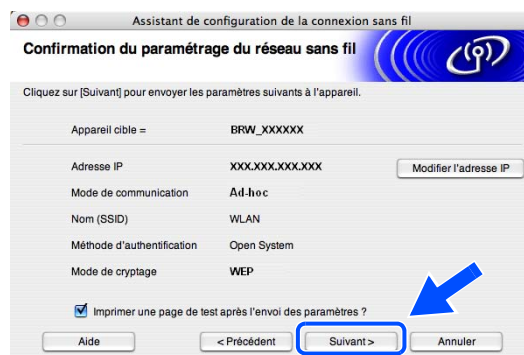 Assistant de configuration de la connexion sans fil
Confirmation du paramétrage du réseau sans fil
Cliquez sur [Suivant] pour envoyer les paramètres suivants à l'appareil.
Appareil cible = BRW_XXXXXX
Adresse IP XXX.XXX.XXX.XXX Modifier l'adresse IP
Mode de communication Ad-hoc
Nom (SSID) WLAN
Méthode d'authentification Open System
Mode de cryptage WEP
Imprimer une page de test après l'envoi des paramètres ?
Aide < Précédent Suivant > Annuler